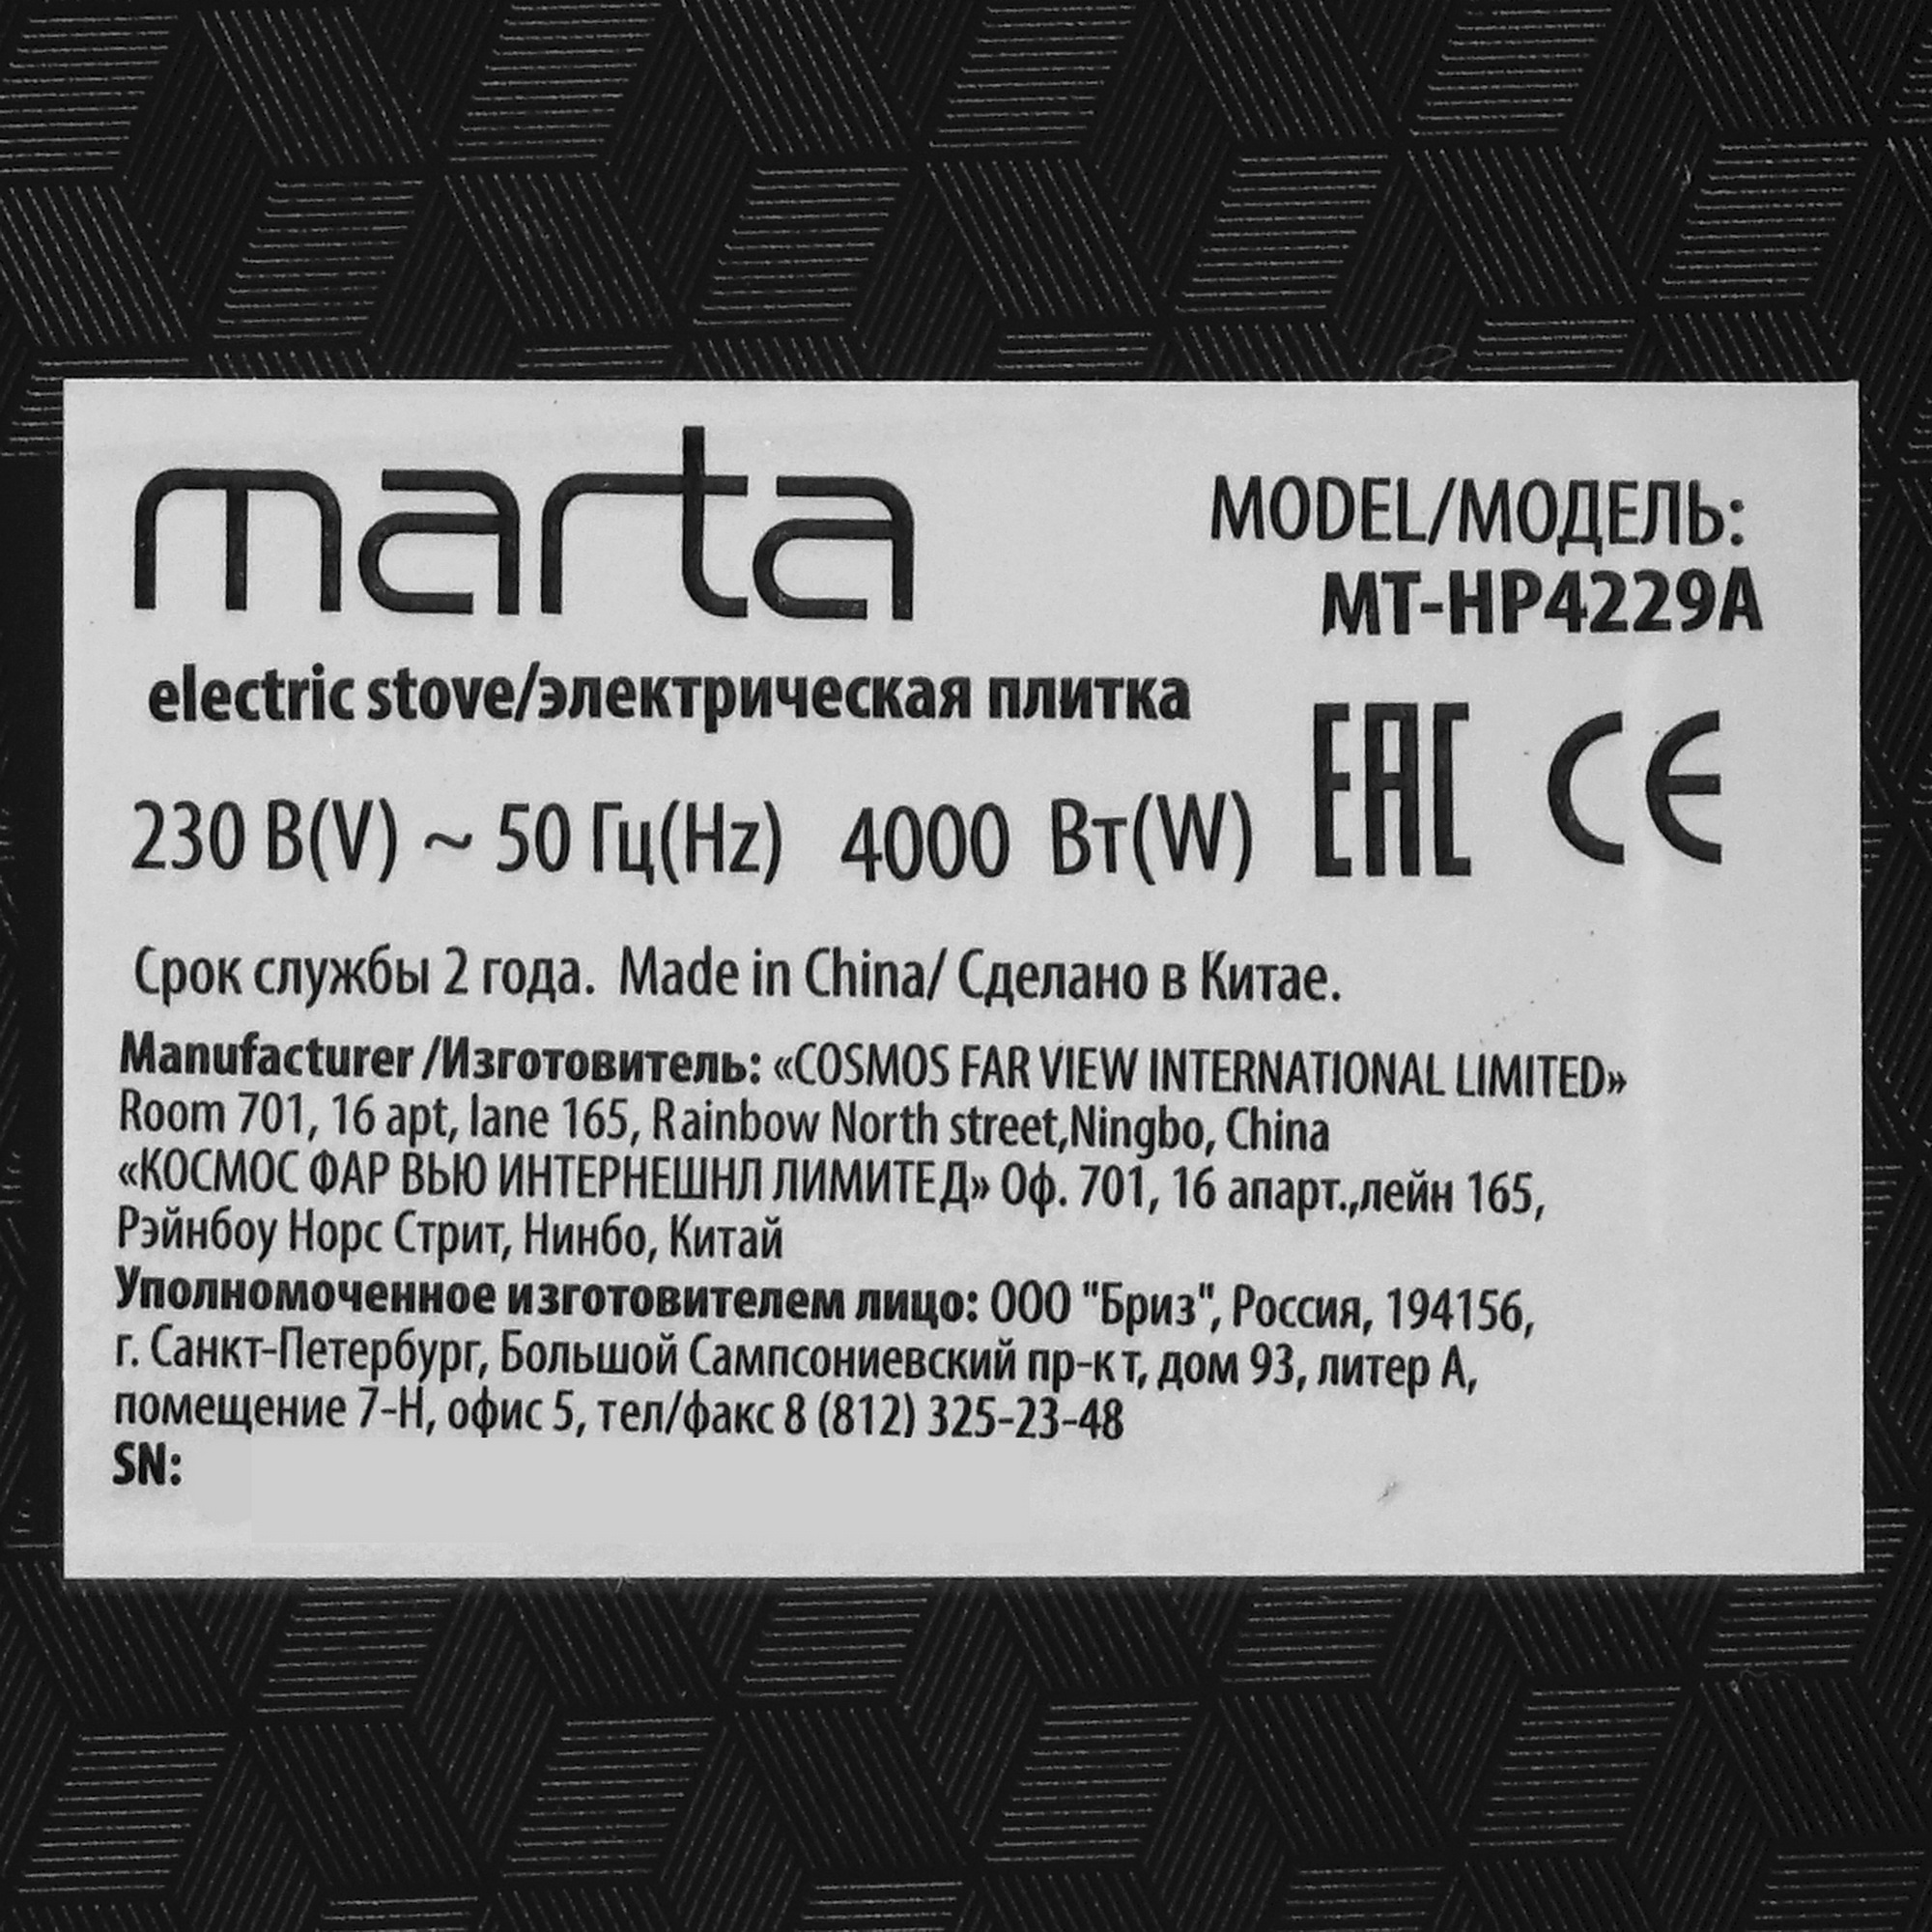 marta
MODEL/МОДЕЛЬ:
MT-HP4229A
electric stove/электрическая плитка
EAC CE
230 В(V) ~ 50 Гц(Hz) 4000 Вт(W)
Срок службы 2 года. Made in China/ Сделано в Китае.
Manufacturer /Изготовитель: «COSMOS FAR VIEW INTERNATIONAL LIMITED»
Room 701, 16 apt, lane 165, Rainbow North street,Ningbo, China
«КОСМОС ФАР ВЬЮ ИНТЕРНЕШНЛ ЛИМИТЕД» Оф. 701, 16 апарт.,лейн 165,
Рэйнбоу Норс Стрит, Нинбо, Китай
Уполномоченное изготовителем лицо: ООО "Бриз", Россия, 194156,
г. Санкт-Петербург, Большой Сампсониевский пр-кт, дом 93, литер А,
помещение 7-Н, офис 5, тел/факс 8 (812) 325-23-48
SN: